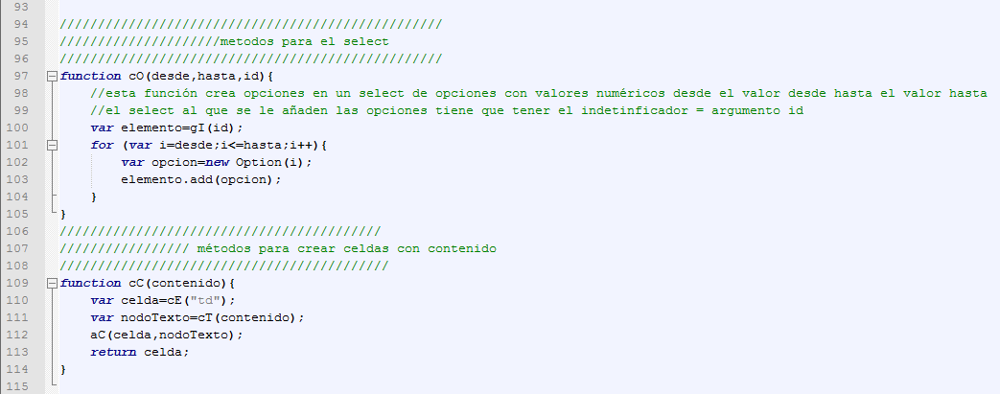 93
94 //////////////////////////////////////////////////
95 /////////////////////metodos para el select
96 //////////////////////////////////////////////////
97 function cO(desde,hasta,id){
98 //esta función crea opciones en un select de opciones con valores numéricos desde el valor desde hasta el valor hasta
99 //el select al que se le añaden las opciones tiene que tener el indetinficador = argumento id
100 var elemento=gI(id);
101 for (var i=desde;i<=hasta;i++){
102 var opcion=new Option(i);
103 elemento.add(opcion);
104 }
105 }
106 //////////////////////////////////////////
107 ///////////////// métodos para crear celdas con contenido
108 ///////////////////////////////////////////
109 function cC(contenido){
110 var celda=cE("td");
111 var nodoTexto=cT(contenido);
112 aC(celda,nodoTexto);
113 return celda;
114 }
115